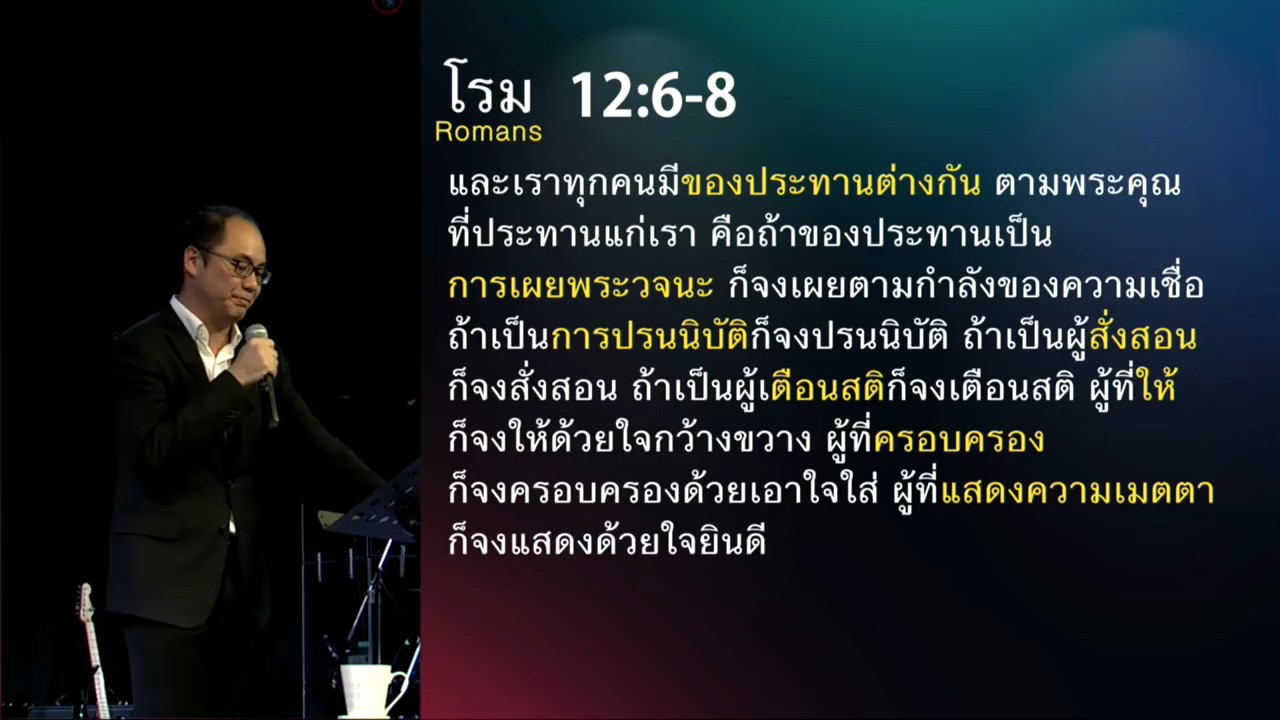 โรม 12:6-8
Romans
และเราทุกคนมีของประทานต่างกัน ตามพระคุณ
ที่ประทานแก่เรา คือถ้าของประทานเป็น
การเผยพระวจนะ ก็จงเผยตามกำลังของความเชื่อ
ถ้าเป็นการปรนนิบัติก็จงปรนนิบัติ ถ้าเป็นผู้สั่งสอน
ก็จงสั่งสอน ถ้าเป็นผู้เตือนสติก็จงเตือนสติ ผู้ที่ให้
ก็จงให้ด้วยใจกว้างขวาง ผู้ที่ครอบครอง
ก็จงครอบครองด้วยเอาใจใส่ ผู้ที่แสดงความเมตตา
ก็จงแสดงด้วยใจยินดี